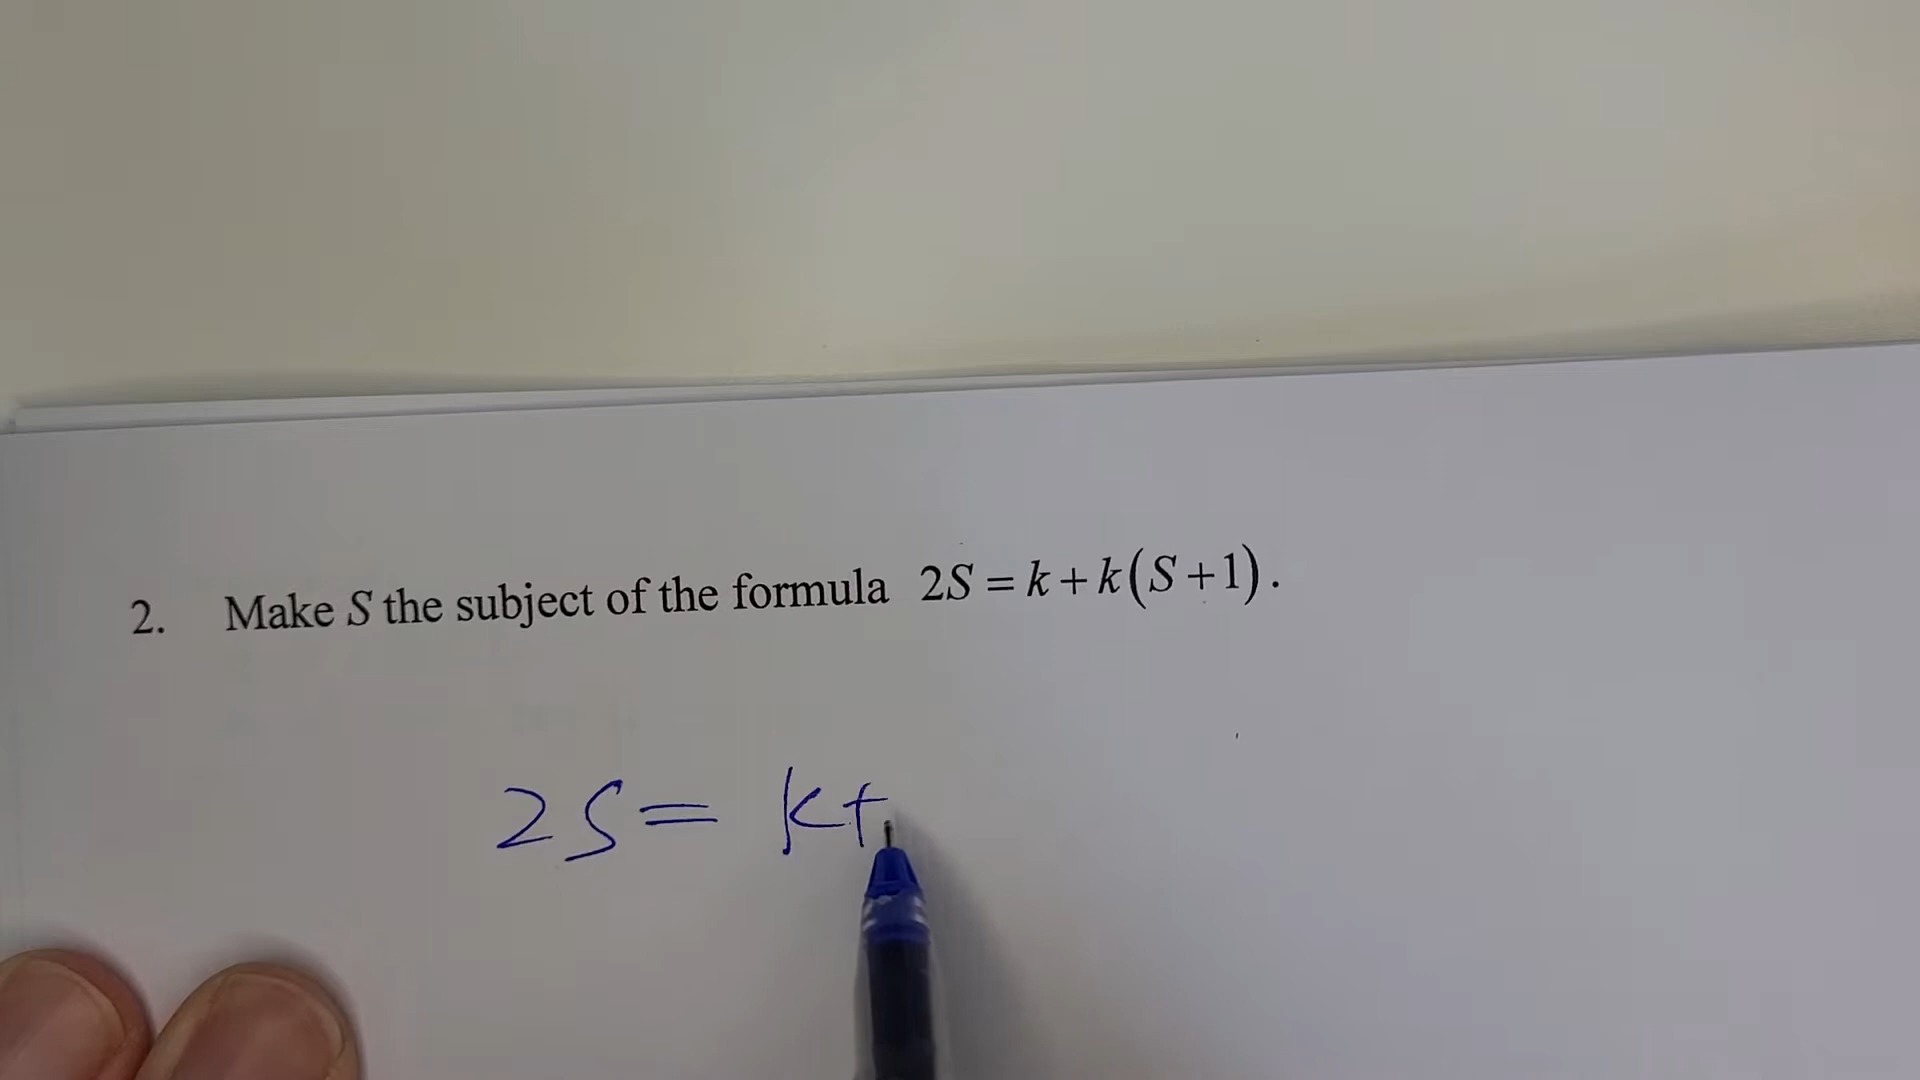 2. Make S the subject of the formula 2S = k + k(S+1).
2S = k+